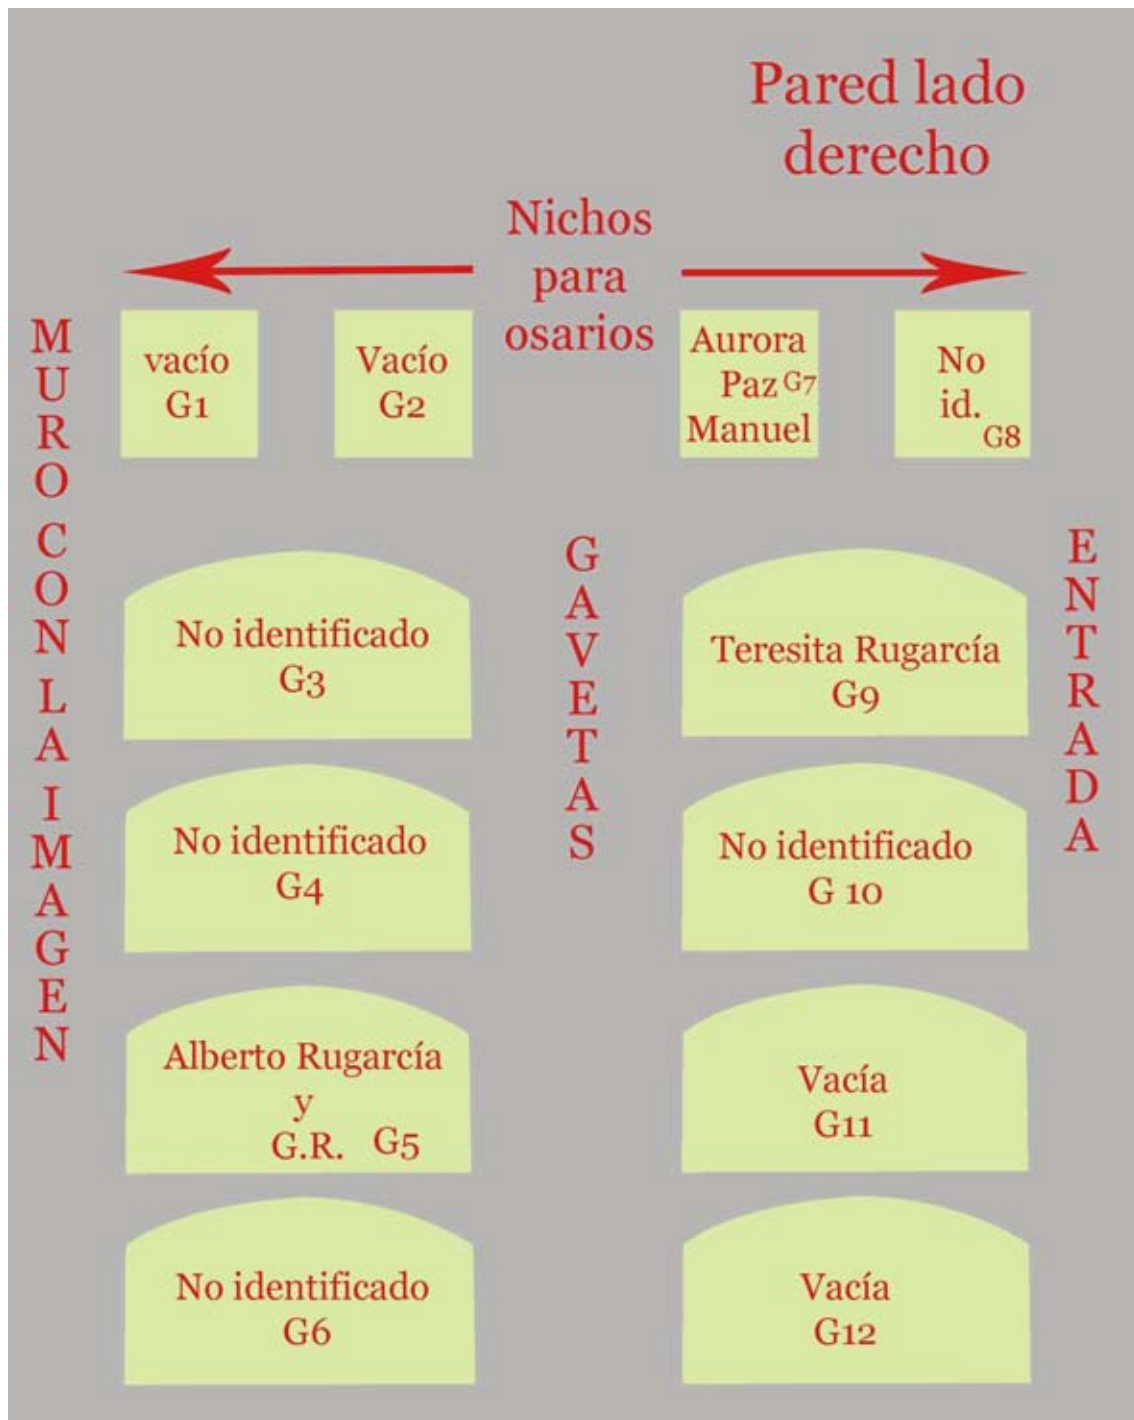 Pared lado
derecho
Nichos
para
osarios
MURO CON LA IMAGEN
vacío
G1
Vacío
G2
Aurora
Paz G7
Manuel
No
id.
G8
GAVETAS
ENTRADA
No identificado
G3
Teresita Rugarcía
G9
No identificado
G4
No identificado
G 10
Alberto Rugarcía
y
G.R. G5
Vacía
G11
No identificado
G6
Vacía
G12